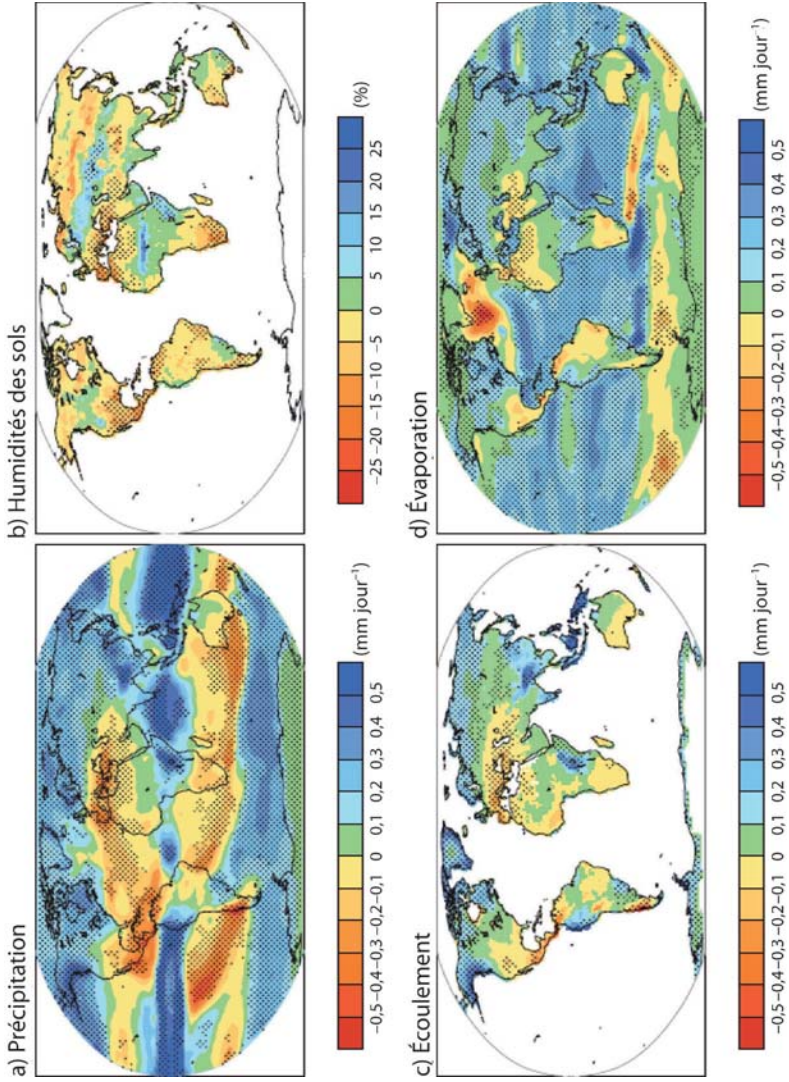 a) Précipitation
(mm jour⁻¹)
−0,5 −0,4 −0,3 −0,2 −0,1 0 0,1 0,2 0,3 0,4 0,5
b) Humidités des sols
(%)
−25 −20 −15 −10 −5 0 5 10 15 20 25
c) Écoulement
(mm jour⁻¹)
−0,5 −0,4 −0,3 −0,2 −0,1 0 0,1 0,2 0,3 0,4 0,5
d) Évaporation
(mm jour⁻¹)
−0,5 −0,4 −0,3 −0,2 −0,1 0 0,1 0,2 0,3 0,4 0,5